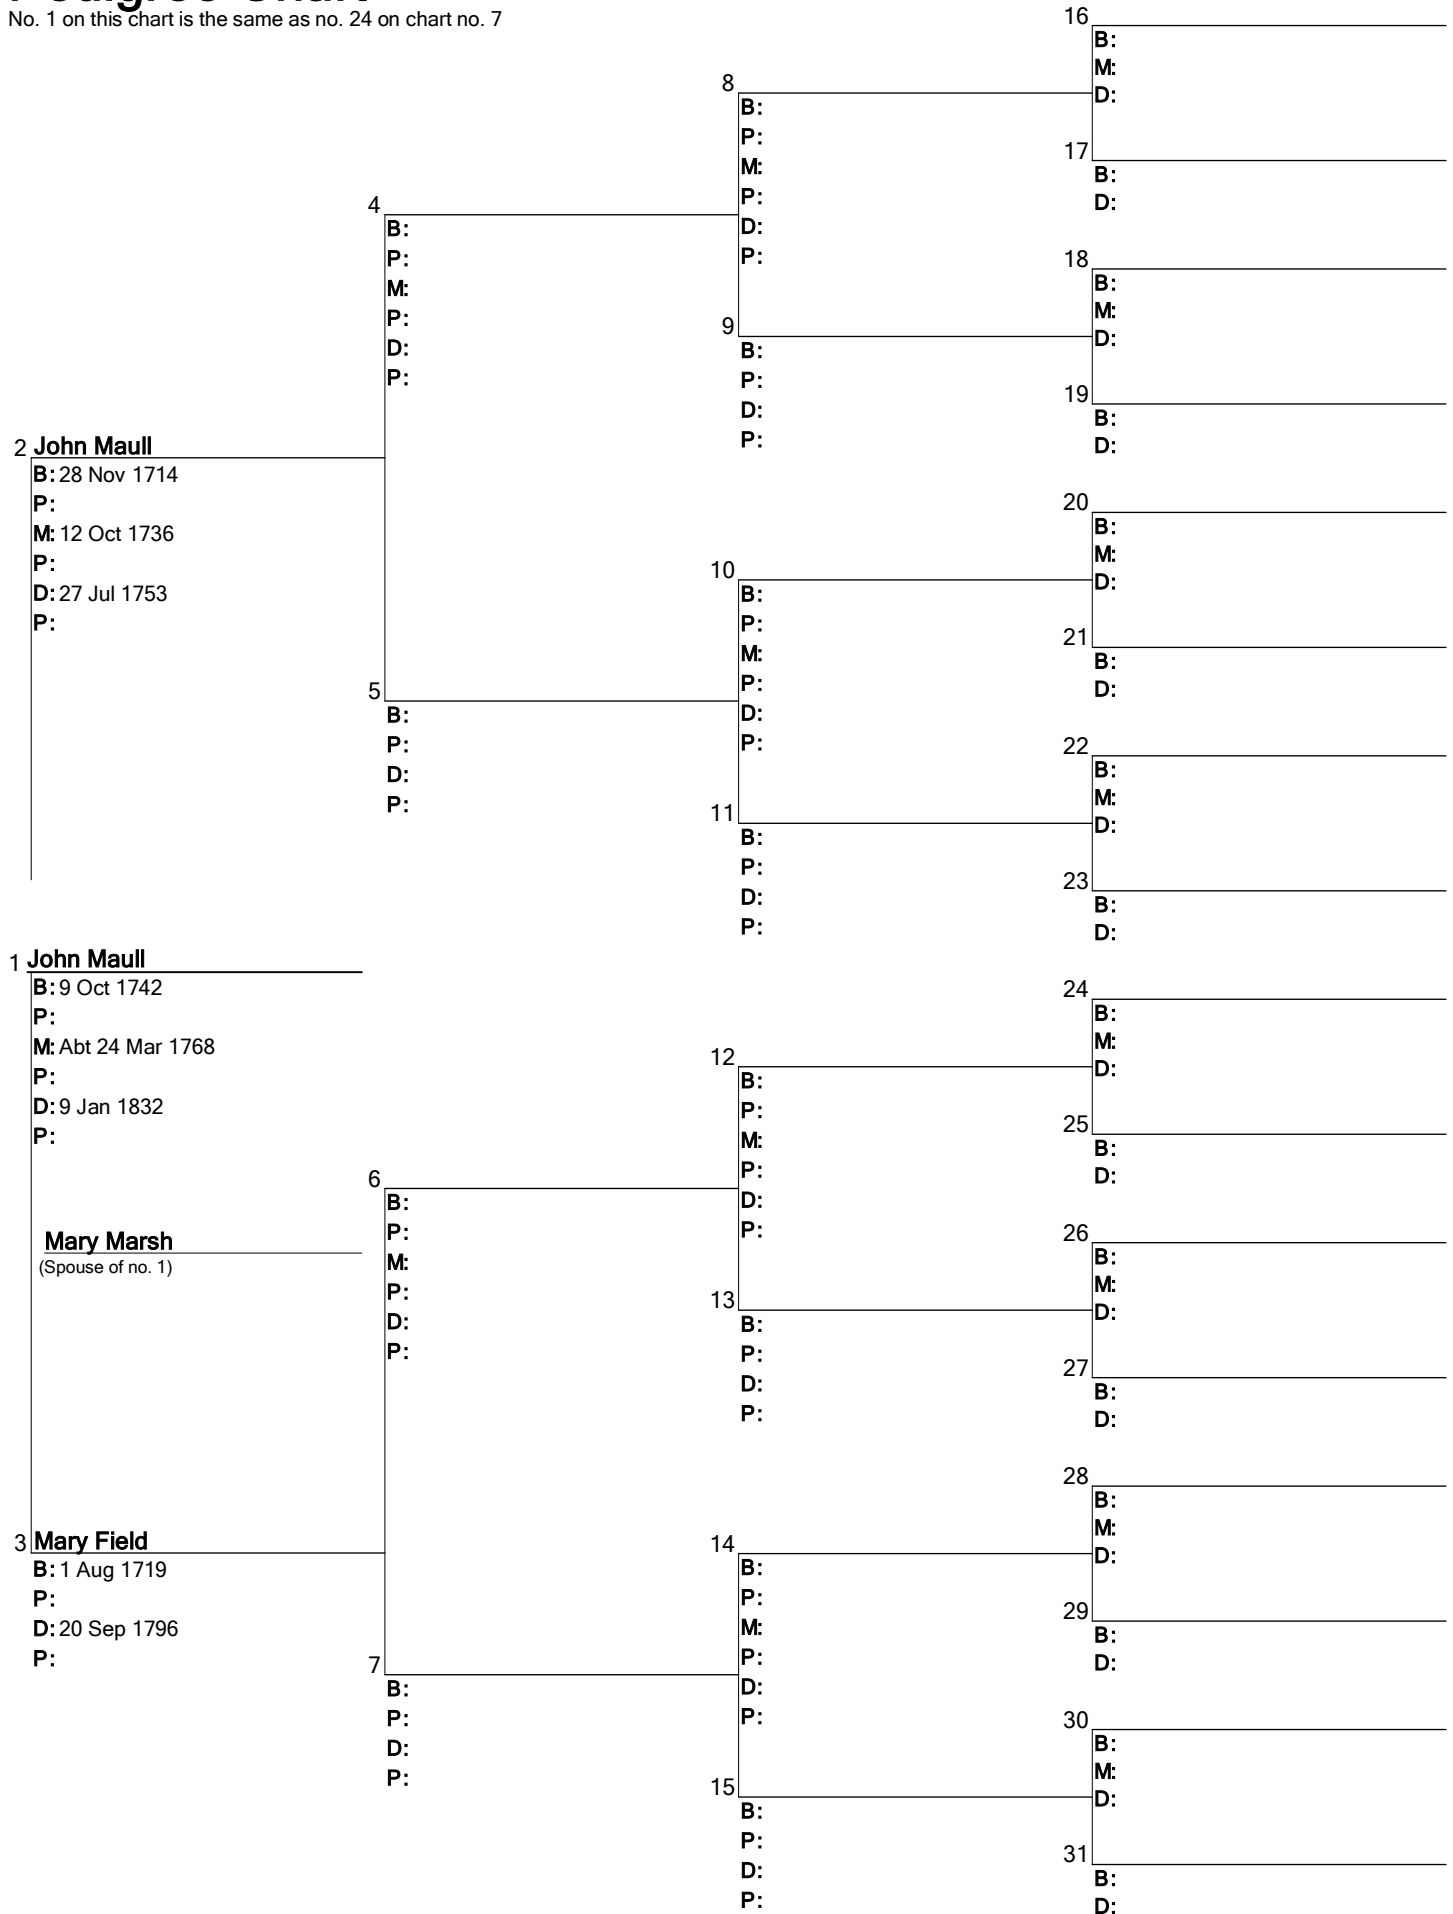 No. 1 on this chart is the same as no. 24 on chart no. 7
2 John Maull
B: 28 Nov 1714
P:
M: 12 Oct 1736
P:
D: 27 Jul 1753
P:
1 John Maull
B: 9 Oct 1742
P:
M: Abt 24 Mar 1768
P:
D: 9 Jan 1832
P:
Mary Marsh
(Spouse of no. 1)
3 Mary Field
B: 1 Aug 1719
P:
D: 20 Sep 1796
P:
4
B:
P:
M:
P:
D:
P:
5
B:
P:
D:
P:
6
B:
P:
M:
P:
D:
P:
7
B:
P:
D:
P:
8
B:
P:
M:
P:
D:
P:
9
B:
P:
D:
P:
10
B:
P:
M:
P:
D:
P:
11
B:
P:
D:
P:
12
B:
P:
M:
P:
D:
P:
13
B:
P:
D:
P:
14
B:
P:
M:
P:
D:
P:
15
B:
P:
D:
P:
16
B:
M:
D:
17
B:
D:
18
B:
M:
D:
19
B:
D:
20
B:
M:
D:
21
B:
D:
22
B:
M:
D:
23
B:
D:
24
B:
M:
D:
25
B:
D:
26
B:
M:
D:
27
B:
D:
28
B:
M:
D:
29
B:
D:
30
B:
M:
D:
31
B:
D: